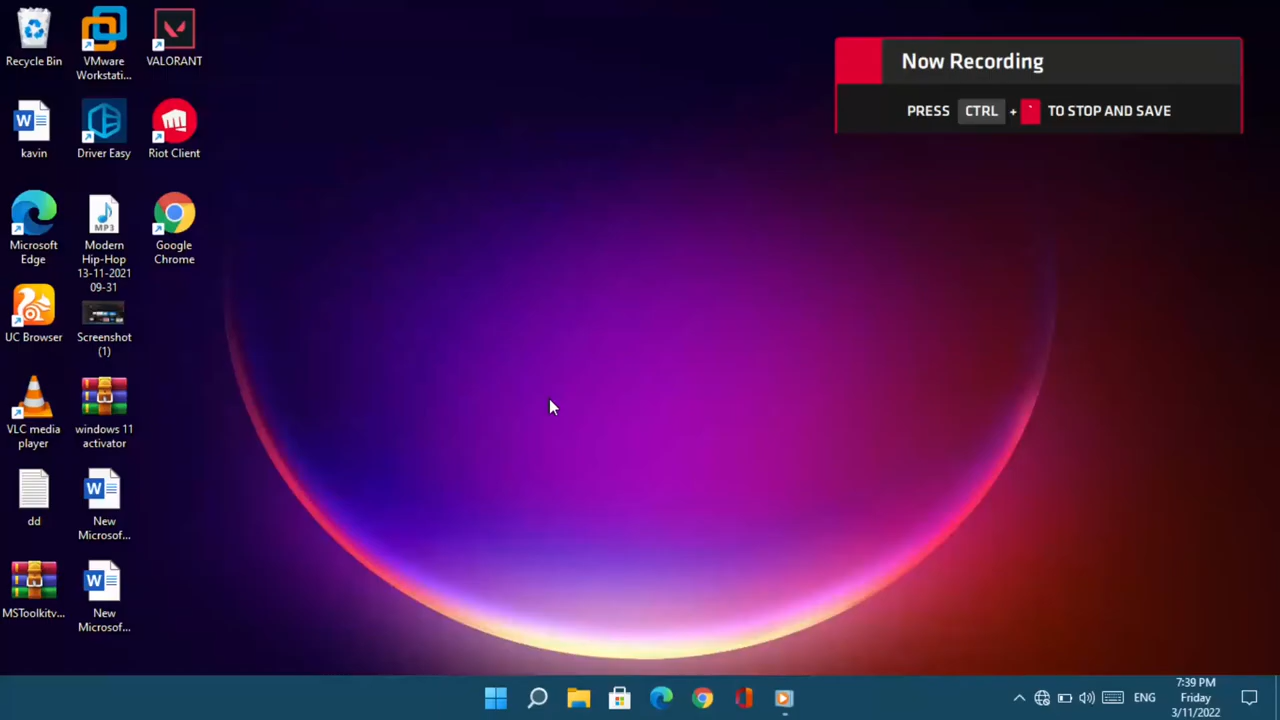 Recycle Bin
VMware
Workstati...
VALORANT
kavin
Driver Easy
Riot Client
Microsoft
Edge
MP3
Modern
Hip-Hop
13-11-2021
09-31
Google
Chrome
UC Browser
Screenshot
(1)
VLC media
player
windows 11
activator
dd
New
Microsof...
MSToolkitv...
New
Microsof...
Now Recording
PRESS CTRL + ` TO STOP AND SAVE
ENG
7:39 PM
Friday
3/11/2022